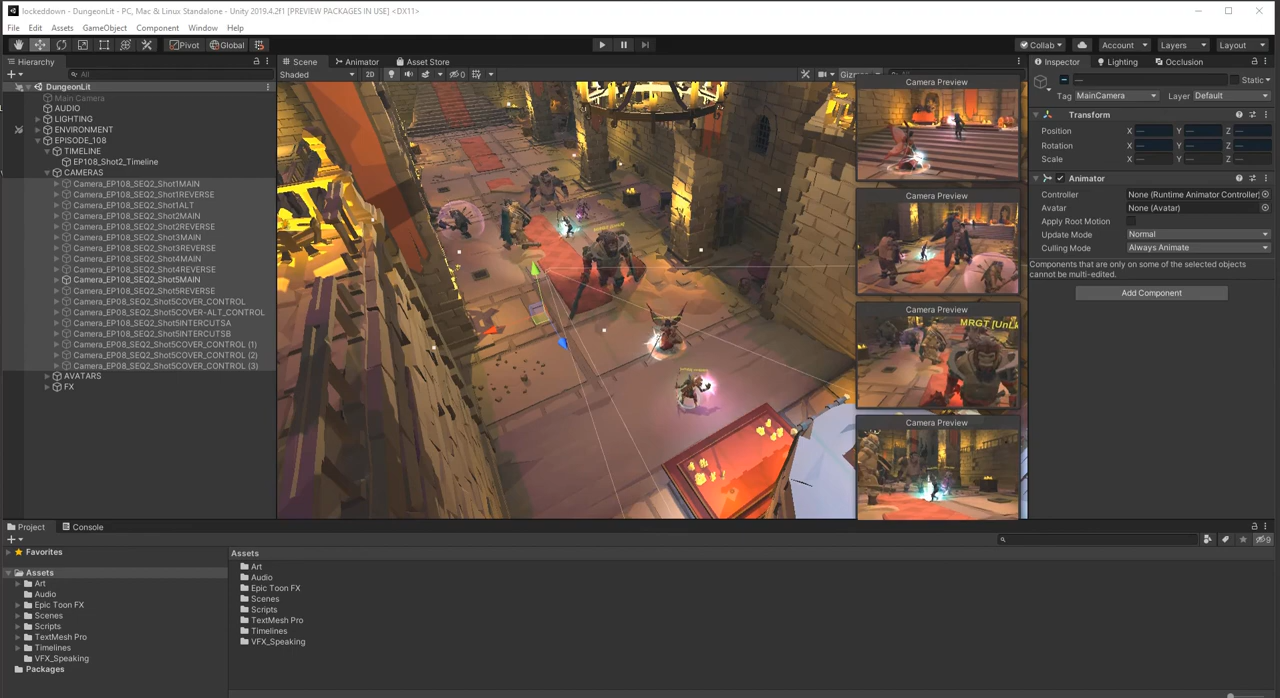 lockeddown - DungeonLit - PC, Mac & Linux Standalone - Unity 2019.4.2f1 [PREVIEW PACKAGES IN USE] <DX11>
File Edit Assets GameObject Component Window Help
Pivot Global Collab Account Layers Layout
Hierarchy
All
DungeonLit
Main Camera
AUDIO
LIGHTING
ENVIRONMENT
EPISODE_108
TIMELINE
EP108_Shot2_Timeline
CAMERAS
Camera_EP108_SEQ2_Shot1MAIN
Camera_EP108_SEQ2_Shot1REVERSE
Camera_EP108_SEQ2_Shot1ALT
Camera_EP108_SEQ2_Shot2MAIN
Camera_EP108_SEQ2_Shot2REVERSE
Camera_EP108_SEQ2_Shot3MAIN
Camera_EP108_SEQ2_Shot3REVERSE
Camera_EP108_SEQ2_Shot4MAIN
Camera_EP108_SEQ2_Shot4REVERSE
Camera_EP108_SEQ2_Shot5MAIN
Camera_EP108_SEQ2_Shot5REVERSE
Camera_EP08_SEQ2_Shot5COVER_CONTROL
Camera_EP08_SEQ2_Shot5COVER-ALT_CONTROL
Camera_EP108_SEQ2_Shot5INTERCUTSA
Camera_EP108_SEQ2_Shot5INTERCUTSB
Camera_EP08_SEQ2_Shot5COVER_CONTROL (1)
Camera_EP08_SEQ2_Shot5COVER_CONTROL (2)
Camera_EP08_SEQ2_Shot5COVER_CONTROL (3)
AVATARS
FX
Scene Animator Asset Store
Shaded 2D 0 Gizmos All
Camera Preview
Camera Preview
Camera Preview
MRGT [UnLk
Camera Preview
Inspector Lighting Occlusion
— Static
Tag MainCamera Layer Default
Transform
Position X — Y — Z —
Rotation X — Y — Z —
Scale X — Y — Z —
Animator
Controller None (Runtime Animator Controller)
Avatar None (Avatar)
Apply Root Motion
Update Mode Normal
Culling Mode Always Animate
Components that are only on some of the selected objects
cannot be multi-edited.
Add Component
Project Console
9
Favorites
Assets
Art
Audio
Epic Toon FX
Scenes
Scripts
TextMesh Pro
Timelines
VFX_Speaking
Packages
Assets
Art
Audio
Epic Toon FX
Scenes
Scripts
TextMesh Pro
Timelines
VFX_Speaking